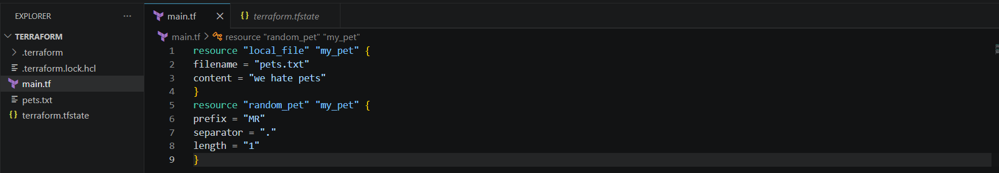 EXPLORER ...
TERRAFORM
.terraform
.terraform.lock.hcl
main.tf
pets.txt
{} terraform.tfstate
main.tf
{} terraform.tfstate
main.tf > resource "random_pet" "my_pet"
1 resource "local_file" "my_pet" {
2 filename = "pets.txt"
3 content = "we hate pets"
4 }
5 resource "random_pet" "my_pet" {
6 prefix = "MR"
7 separator = "."
8 length = "1"
9 }